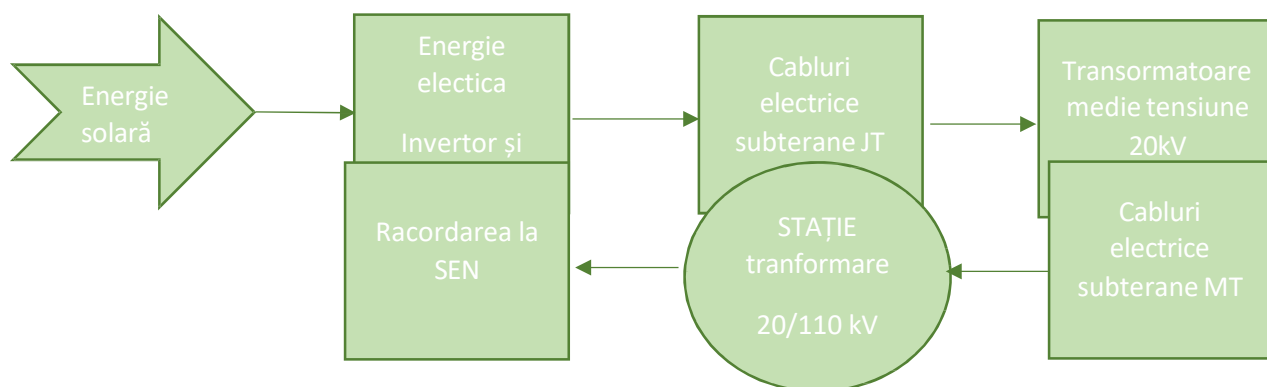 Energie
solară
Energie
electica
Invertor și
Cabluri
electrice
subterane JT
Transormatoare
medie tensiune
20kV
Cabluri
electrice
subterane MT
STAȚIE
tranformare
20/110 kV
Racordarea la
SEN